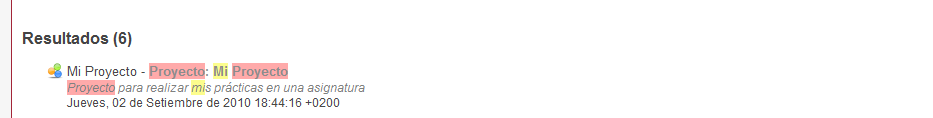 Resultados (6)
Mi Proyecto - Proyecto: Mi Proyecto
Proyecto para realizar mis prácticas en una asignatura
Jueves, 02 de Setiembre de 2010 18:44:16 +0200